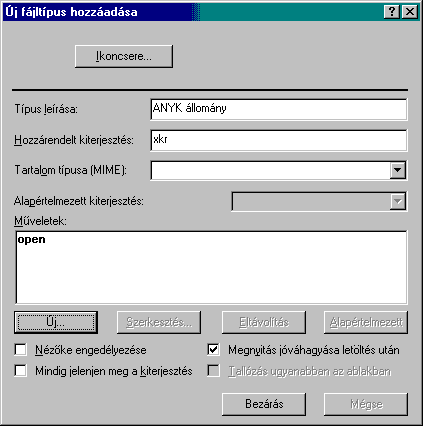 Új fájltípus hozzáadása
Ikoncsere...
Típus leírása: ANYK állomány
Hozzárendelt kiterjesztés: xkr
Tartalom típusa (MIME):
Alapértelmezett kiterjesztés:
Műveletek:
open
Új... Szerkesztés... Eltávolítás Alapértelmezett
Nézőke engedélyezése Megnyitás jóváhagyása letöltés után
Mindig jelenjen meg a kiterjesztés Tallózás ugyanabban az ablakban
Bezárás Mégse